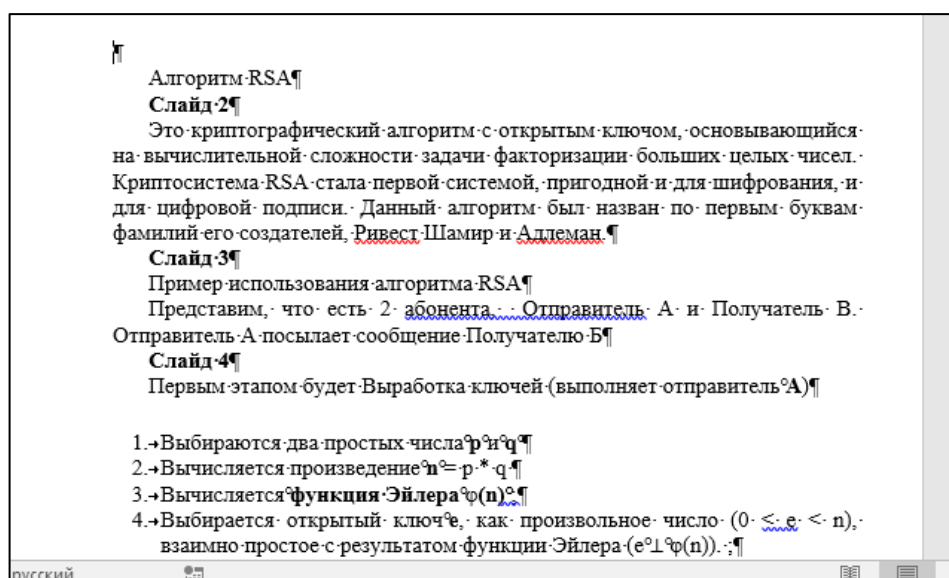 Алгоритм RSA
Слайд 2
Это криптографический алгоритм с открытым ключом, основывающийся
на вычислительной сложности задачи факторизации больших целых чисел.
Криптосистема RSA стала первой системой, пригодной и для шифрования, и
для цифровой подписи. Данный алгоритм был назван по первым буквам
фамилий его создателей, Ривест Шамир и Адлеман.
Слайд 3
Пример использования алгоритма RSA
Представим, что есть 2 абонента, Отправитель А и Получатель В.
Отправитель А посылает сообщение Получателю Б
Слайд 4
Первым этапом будет Выработка ключей (выполняет отправитель А)
1. Выбираются два простых числа p и q
2. Вычисляется произведение n = p * q
3. Вычисляется функция Эйлера φ(n)
4. Выбирается открытый ключ e, как произвольное число (0 < e < n),
взаимно простое с результатом функции Эйлера (e ⊥ φ(n)). ;
русский